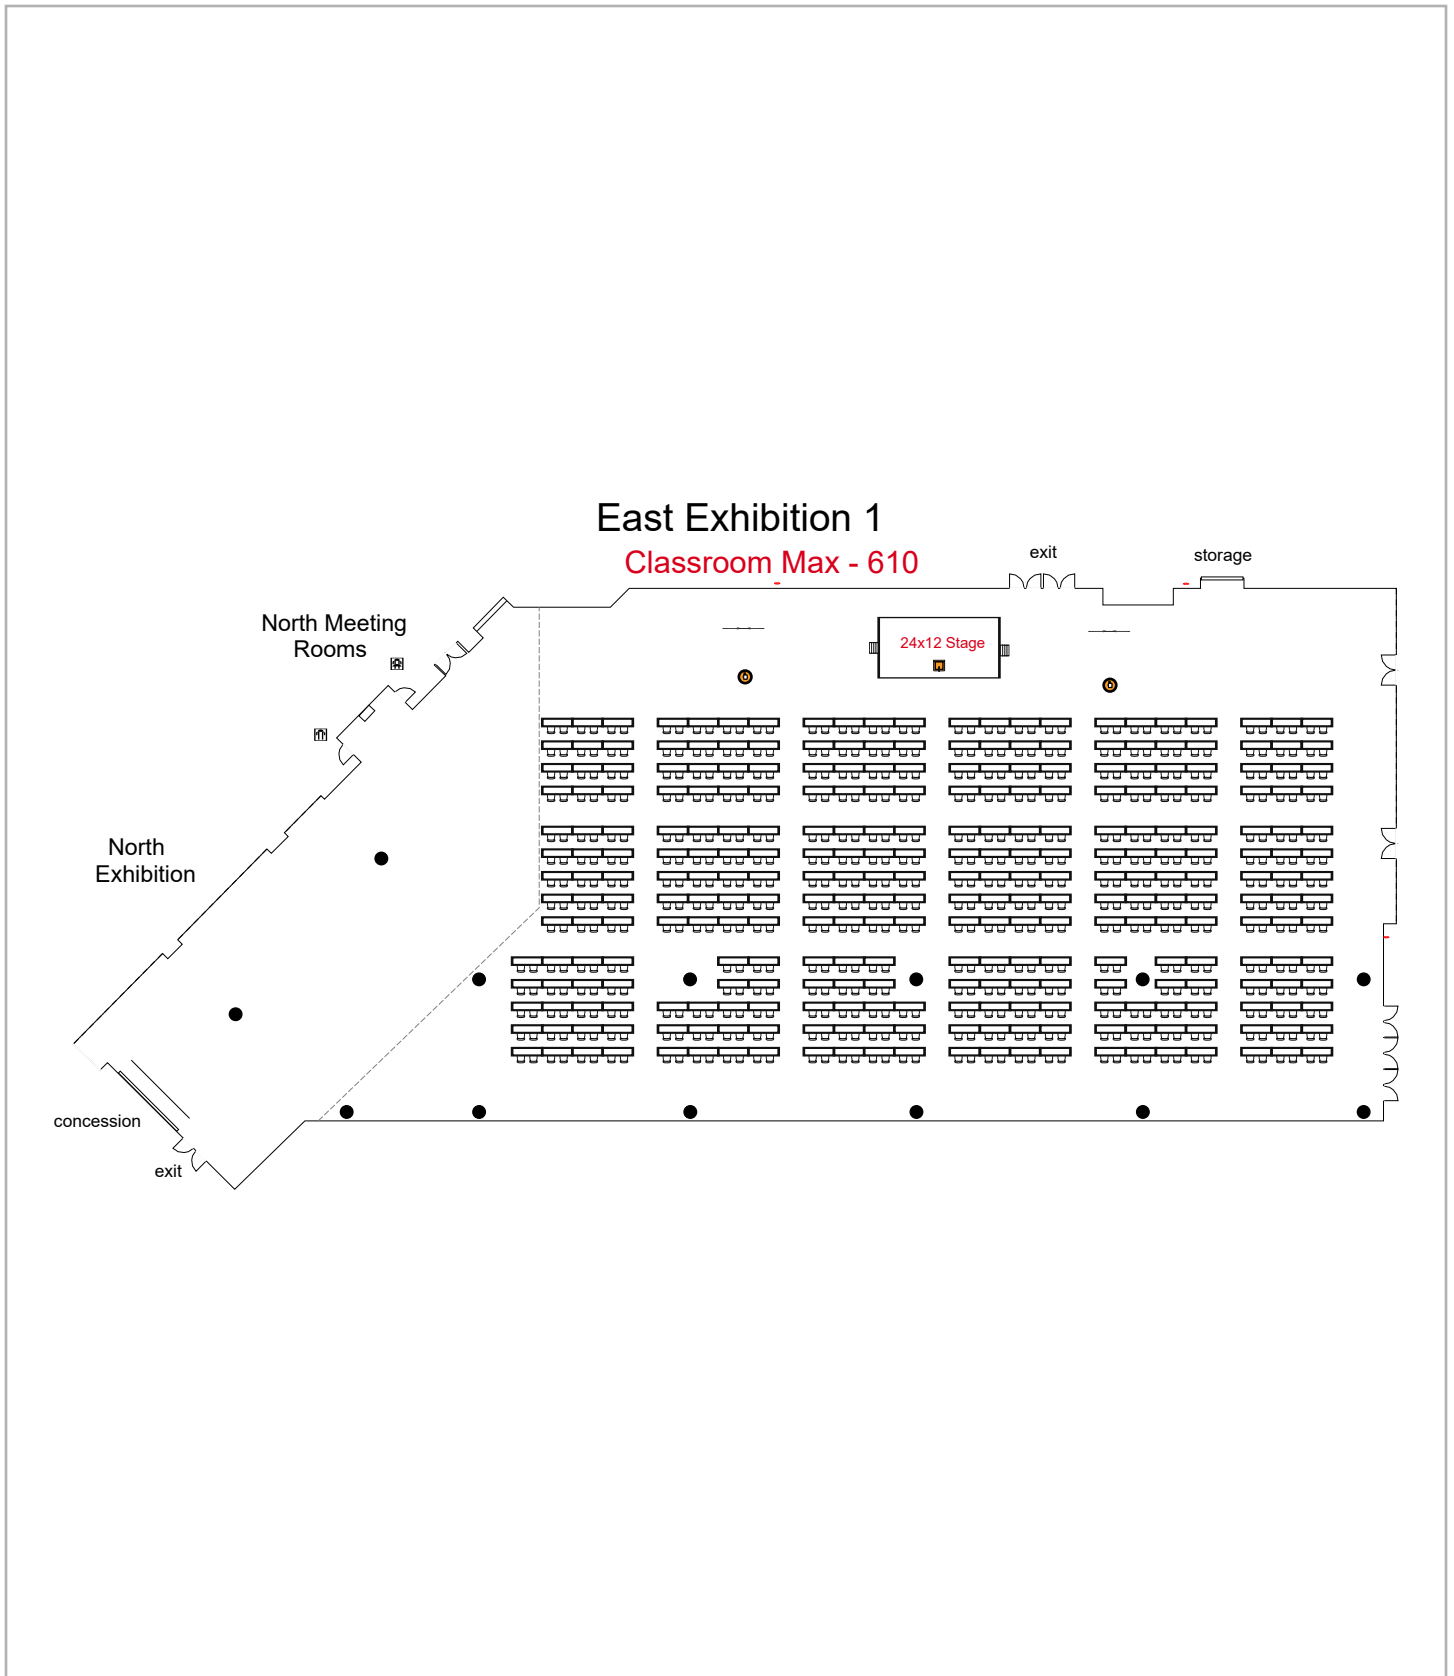 East Exhibition 1
Classroom Max - 610
exit
storage
North Meeting
Rooms
24x12 Stage
North
Exhibition
concession
exit